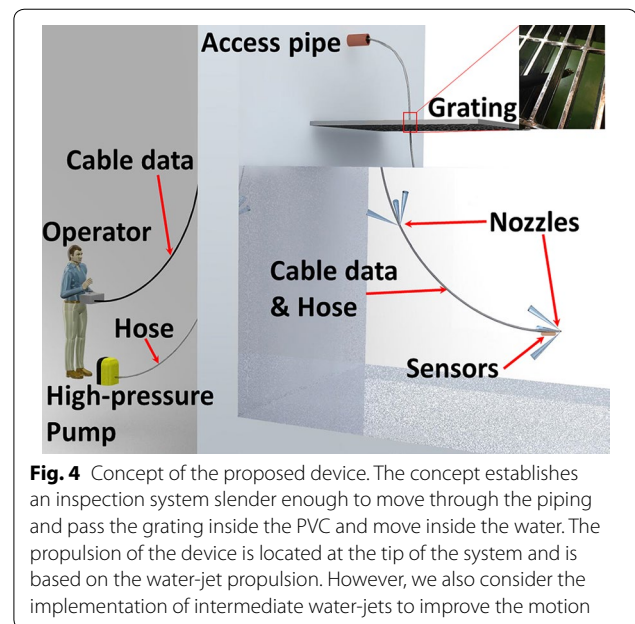 Access pipe
Grating
Cable data
Operator
Nozzles
Cable data
& Hose
Hose
Sensors
High-pressure
Pump
Fig. 4 Concept of the proposed device. The concept establishes
an inspection system slender enough to move through the piping
and pass the grating inside the PVC and move inside the water. The
propulsion of the device is located at the tip of the system and is
based on the water-jet propulsion. However, we also consider the
implementation of intermediate water-jets to improve the motion